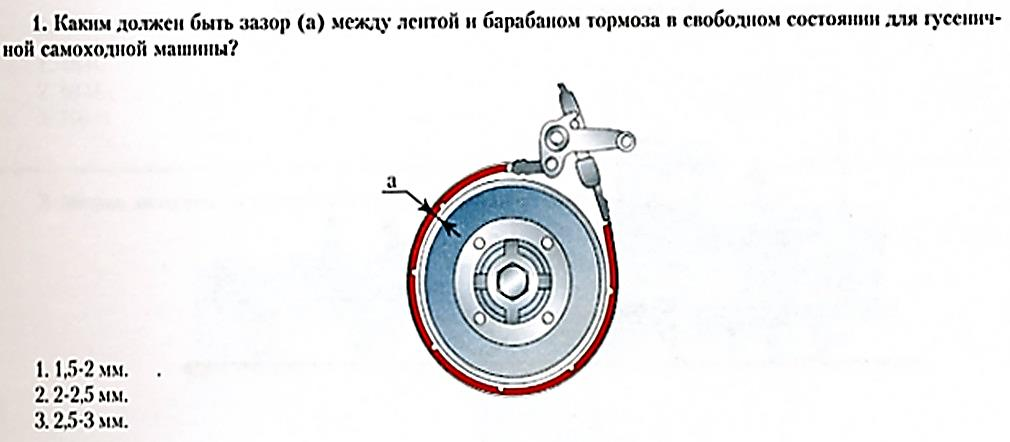 1. Каким должен быть зазор (а) между лентой и барабаном тормоза в свободном состоянии для гусенич-
ной самоходной машины?
а
1. 1,5-2 мм.
2. 2-2,5 мм.
3. 2,5-3 мм.